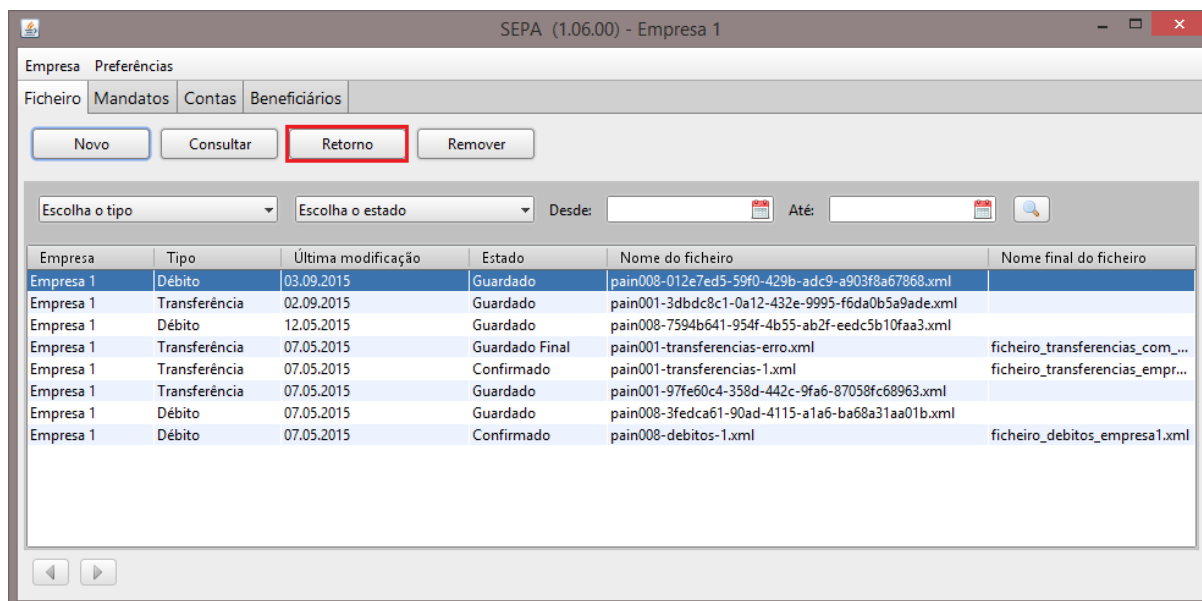 SEPA (1.06.00) - Empresa 1
Empresa Preferências
Ficheiro Mandatos Contas Beneficiários
Novo Consultar Retorno Remover
Escolha o tipo Escolha o estado Desde: Até:
Empresa Tipo Última modificação Estado Nome do ficheiro Nome final do ficheiro
Empresa 1 Débito 03.09.2015 Guardado pain008-012e7ed5-59f0-429b-adc9-a903f8a67868.xml
Empresa 1 Transferência 02.09.2015 Guardado pain001-3dbdc8c1-0a12-432e-9995-f6da0b5a9ade.xml
Empresa 1 Débito 12.05.2015 Guardado pain008-7594b641-954f-4b55-ab2f-eedc5b10faa3.xml
Empresa 1 Transferência 07.05.2015 Guardado Final pain001-transferencias-erro.xml ficheiro_transferencias_com_...
Empresa 1 Transferência 07.05.2015 Confirmado pain001-transferencias-1.xml ficheiro_transferencias_empr...
Empresa 1 Transferência 07.05.2015 Guardado pain001-97fe60c4-358d-442c-9fa6-87058fc68963.xml
Empresa 1 Débito 07.05.2015 Guardado pain008-3fedca61-90ad-4115-a1a6-ba68a31aa01b.xml
Empresa 1 Débito 07.05.2015 Confirmado pain008-debitos-1.xml ficheiro_debitos_empresa1.xml